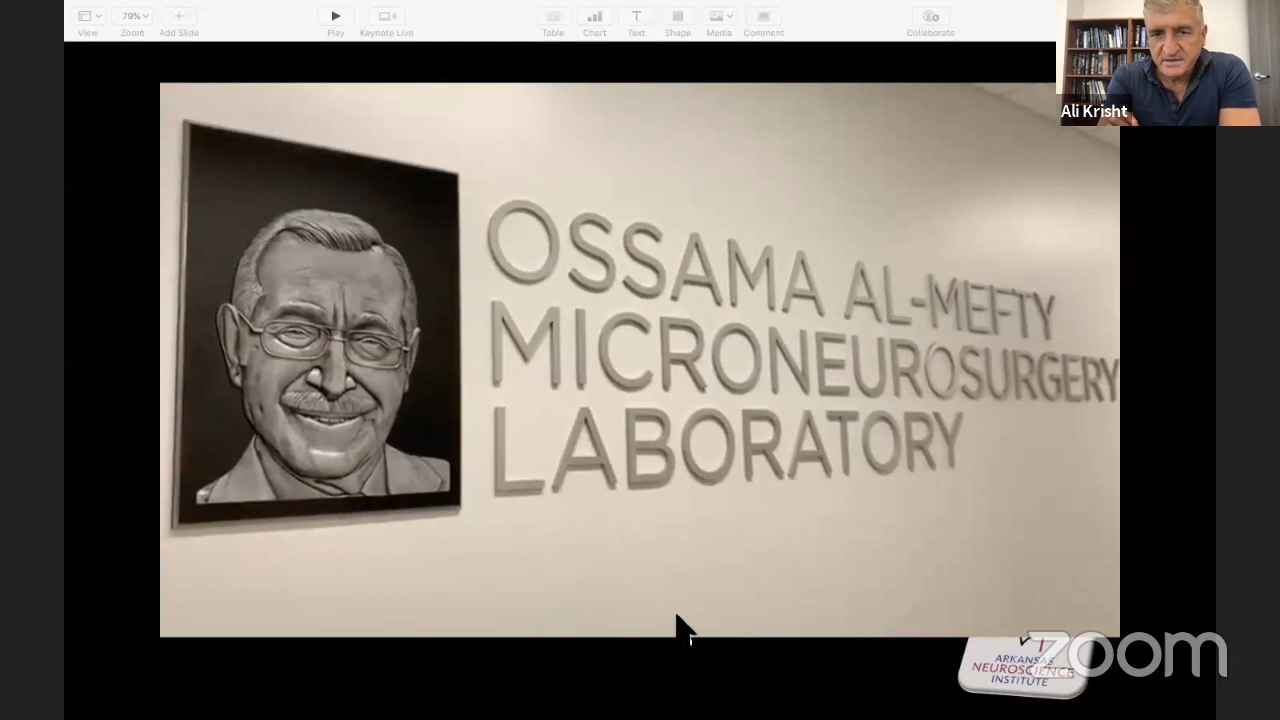 View
79%
Zoom
Add Slide
Play
Keynote Live
Table
Chart
Text
Shape
Media
Comment
Collaborate
Ali Krisht
OSSAMA AL-MEFTY
MICRONEUROSURGERY
LABORATORY
ARKANSAS
NEUROSCIENCE
INSTITUTE
zoom